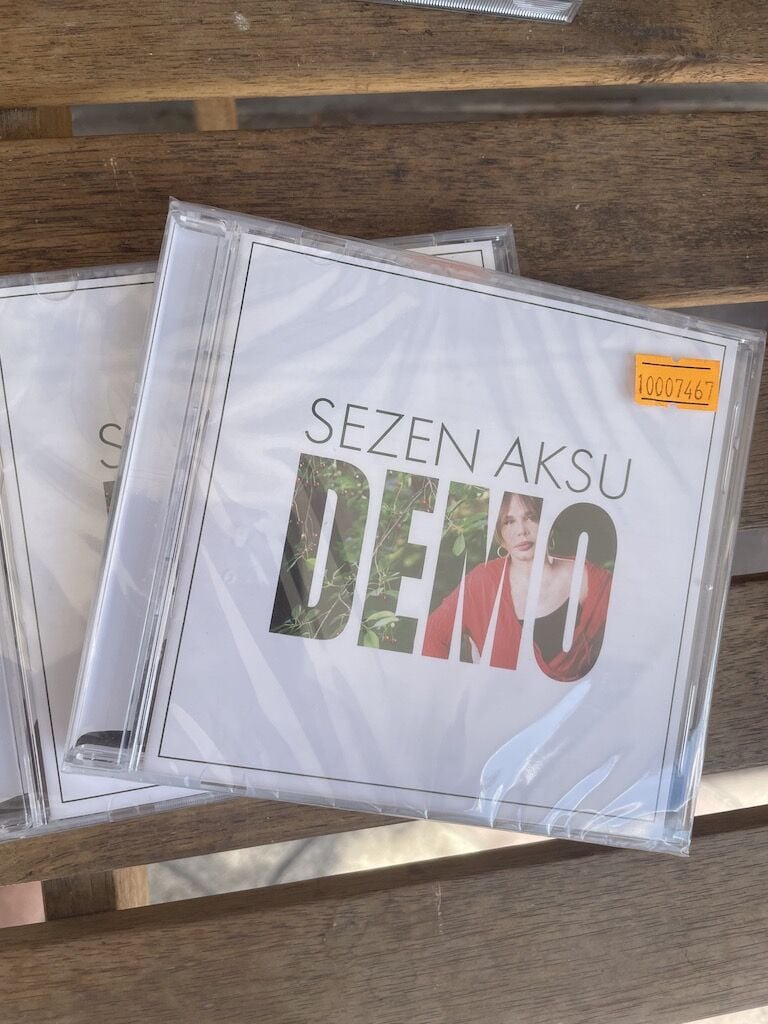 10007467
SEZEN AKSU
DEMO
S